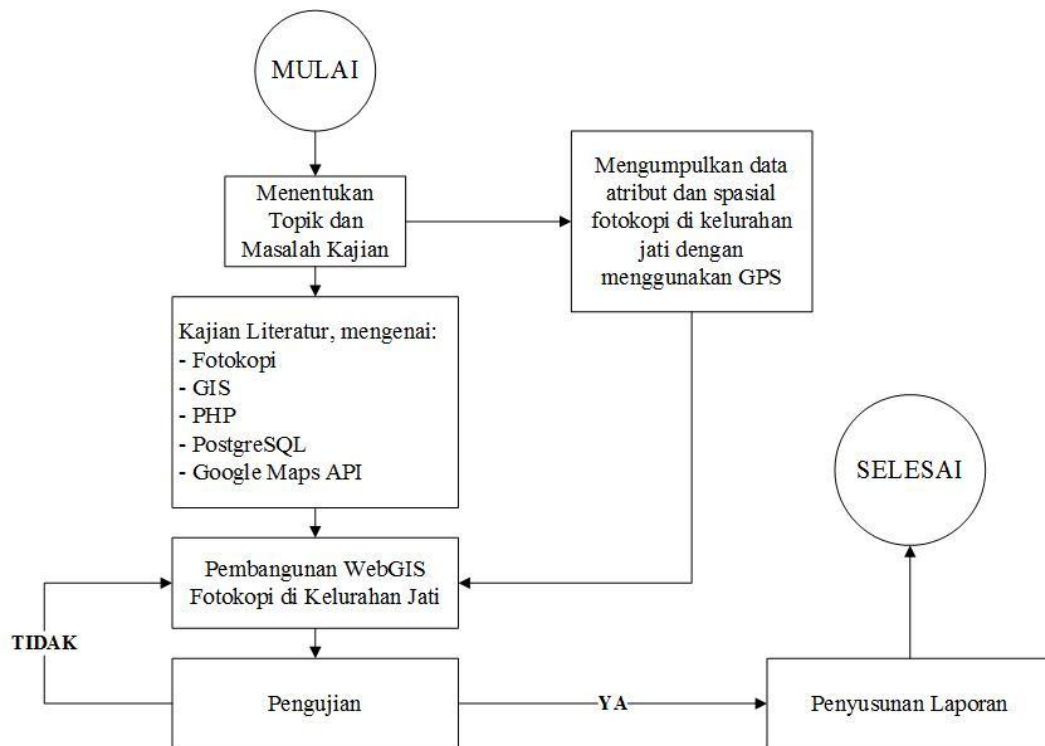 MULAI
Menentukan
Topik dan
Masalah Kajian
Mengumpulkan data
atribut dan spasial
fotokopi di kelurahan
jati dengan
menggunakan GPS
Kajian Literatur, mengenai:
- Fotokopi
- GIS
- PHP
- PostgreSQL
- Google Maps API
SELESAI
Pembangunan WebGIS
Fotokopi di Kelurahan Jati
TIDAK
Pengujian
YA
Penyusunan Laporan